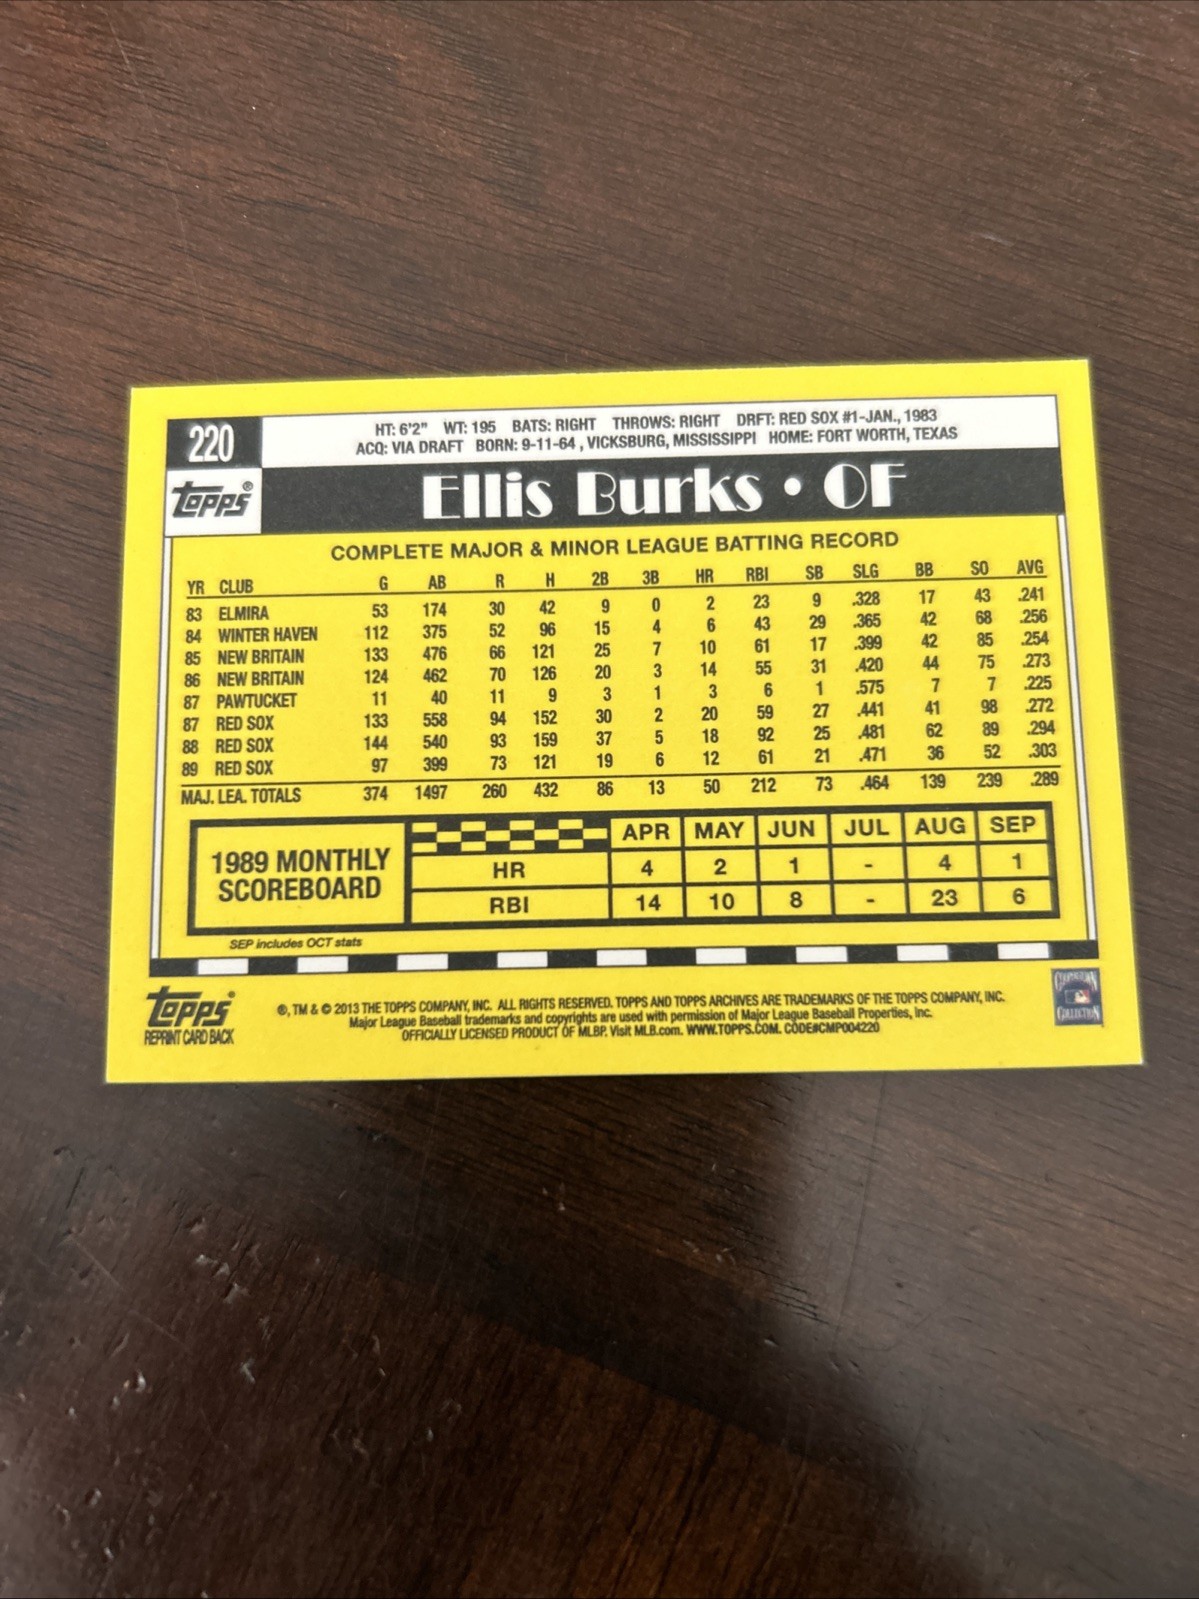 220
HT: 6'2" WT: 195 BATS: RIGHT THROWS: RIGHT DRFT: RED SOX #1-JAN., 1983
ACQ: VIA DRAFT BORN: 9-11-64 , VICKSBURG, MISSISSIPPI HOME: FORT WORTH, TEXAS
Topps®
Ellis Burks • OF
COMPLETE MAJOR & MINOR LEAGUE BATTING RECORD
YR CLUB G AB R H 2B 3B HR RBI SB SLG BB SO AVG
83 ELMIRA 53 174 30 42 9 0 2 23 9 .328 17 43 .241
84 WINTER HAVEN 112 375 52 96 15 4 6 43 29 .365 42 68 .256
85 NEW BRITAIN 133 476 66 121 25 7 10 61 17 .399 42 85 .254
86 NEW BRITAIN 124 462 70 126 20 3 14 55 31 .420 44 75 .273
87 PAWTUCKET 11 40 11 9 3 1 3 6 1 .575 7 7 .225
87 RED SOX 133 558 94 152 30 2 20 59 27 .441 41 98 .272
88 RED SOX 144 540 93 159 37 5 18 92 25 .481 62 89 .294
89 RED SOX 97 399 73 121 19 6 12 61 21 .471 36 52 .303
MAJ. LEA. TOTALS 374 1497 260 432 86 13 50 212 73 .464 139 239 .289
1989 MONTHLY SCOREBOARD
APR MAY JUN JUL AUG SEP
HR 4 2 1 - 4 1
RBI 14 10 8 - 23 6
SEP includes OCT stats
Topps®
REPRINT CARD BACK
®, TM & © 2013 THE TOPPS COMPANY, INC. ALL RIGHTS RESERVED. TOPPS AND TOPPS ARCHIVES ARE TRADEMARKS OF THE TOPPS COMPANY, INC.
Major League Baseball trademarks and copyrights are used with permission of Major League Baseball Properties, Inc.
OFFICIALLY LICENSED PRODUCT OF MLBP. Visit MLB.com. WWW.TOPPS.COM. CODE#CMP004220
COOPERSTOWN
COLLECTION